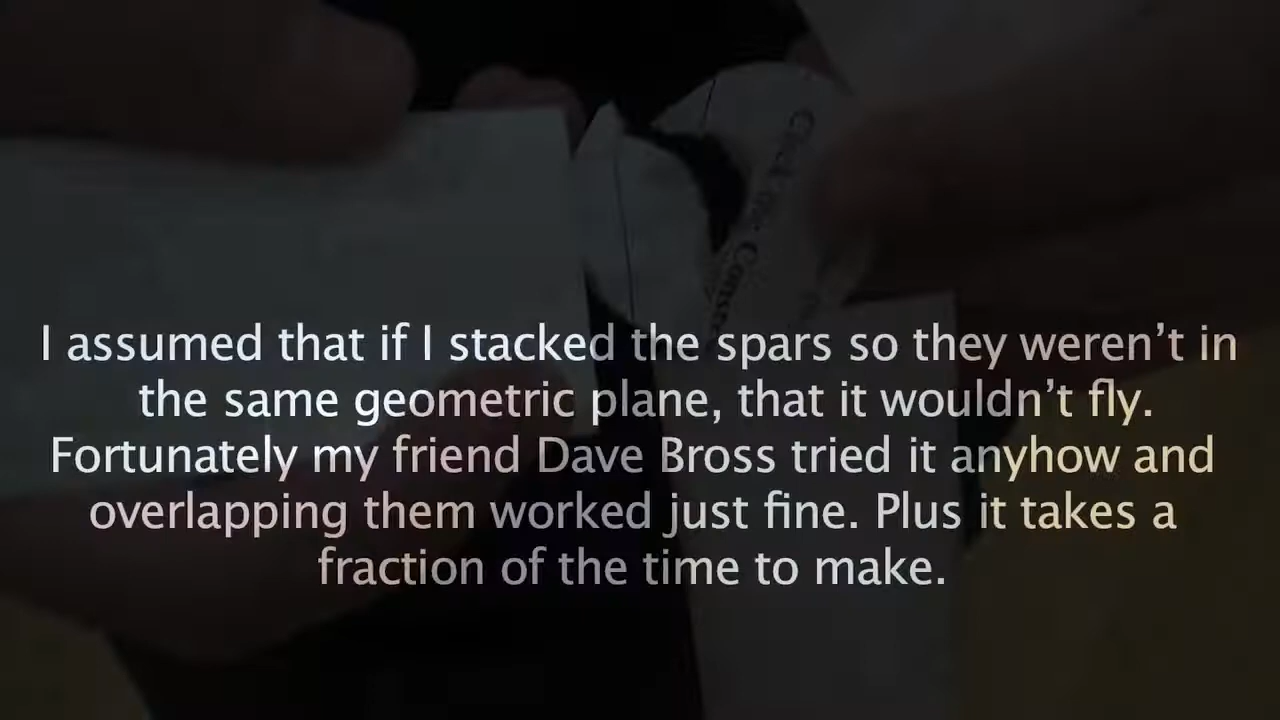 I assumed that if I stacked the spars so they weren’t in
the same geometric plane, that it wouldn’t fly.
Fortunately my friend Dave Bross tried it anyhow and
overlapping them worked just fine. Plus it takes a
fraction of the time to make.